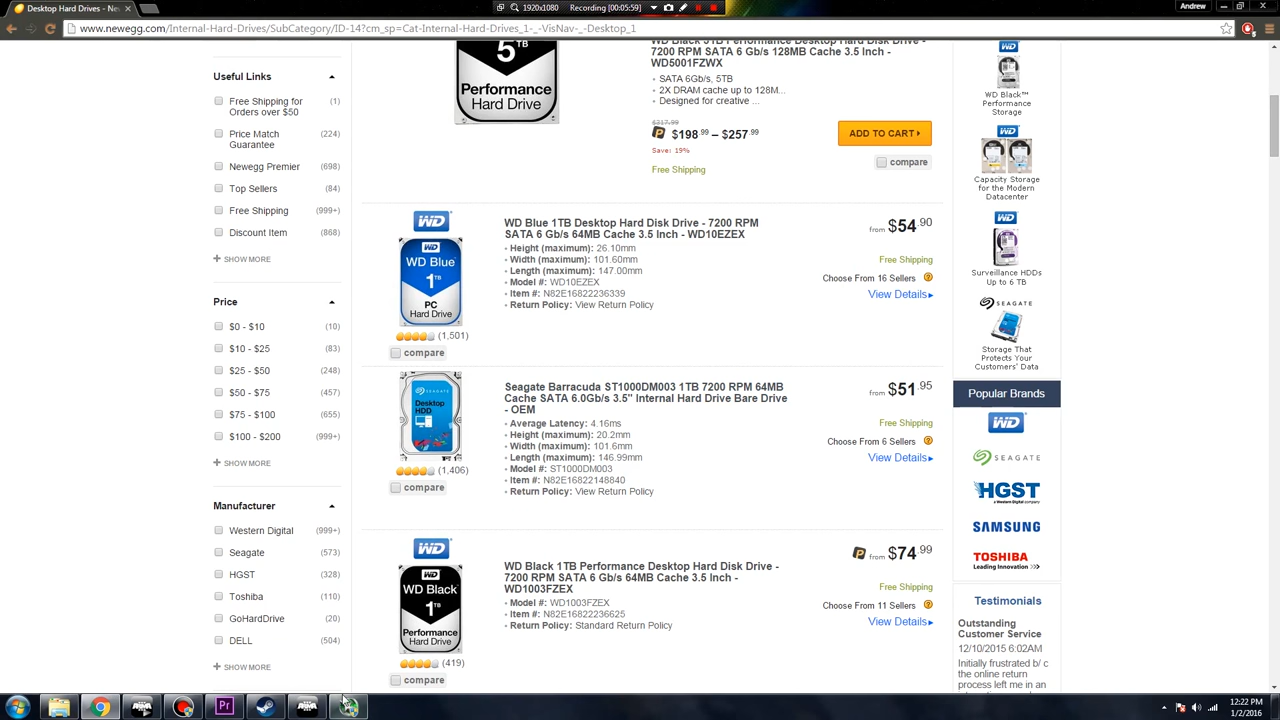 Desktop Hard Drives - New
1920x1080
Recording [00:05:59]
Andrew
www.newegg.com/Internal-Hard-Drives/SubCategory/ID-14?cm_sp=Cat-Internal-Hard-Drives_1-_-VisNav-_-Desktop_1
Useful Links
Free Shipping for Orders over $50 (1)
Price Match Guarantee (224)
Newegg Premier (698)
Top Sellers (84)
Free Shipping (999+)
Discount Item (868)
+ SHOW MORE
Price
$0 - $10 (10)
$10 - $25 (83)
$25 - $50 (248)
$50 - $75 (457)
$75 - $100 (655)
$100 - $200 (999+)
+ SHOW MORE
Manufacturer
Western Digital (999+)
Seagate (573)
HGST (328)
Toshiba (110)
GoHardDrive (20)
DELL (504)
+ SHOW MORE
5 TB
Performance
Hard Drive
7200 RPM SATA 6 Gb/s 128MB Cache 3.5 Inch -
WD5001FZWX
SATA 6Gb/s, 5TB
2X DRAM cache up to 128M...
Designed for creative ...
$317.99
$198.99 – $257.99
Save: 19%
Free Shipping
ADD TO CART
compare
WD
WD Blue
1TB
PC
Hard Drive
(1,501)
compare
WD Blue 1TB Desktop Hard Disk Drive - 7200 RPM
SATA 6 Gb/s 64MB Cache 3.5 Inch - WD10EZEX
Height (maximum): 26.10mm
Width (maximum): 101.60mm
Length (maximum): 147.00mm
Model #: WD10EZEX
Item #: N82E16822236339
Return Policy: View Return Policy
from $54.90
Free Shipping
Choose From 16 Sellers
View Details
SEAGATE
Desktop
HDD
(1,406)
compare
Seagate Barracuda ST1000DM003 1TB 7200 RPM 64MB
Cache SATA 6.0Gb/s 3.5" Internal Hard Drive Bare Drive
- OEM
Average Latency: 4.16ms
Height (maximum): 20.2mm
Width (maximum): 101.6mm
Length (maximum): 146.99mm
Model #: ST1000DM003
Item #: N82E16822148840
Return Policy: View Return Policy
from $51.95
Free Shipping
Choose From 6 Sellers
View Details
WD
WD
WD Black
1TB
Performance
Hard Drive
(419)
compare
WD Black 1TB Performance Desktop Hard Disk Drive -
7200 RPM SATA 6 Gb/s 64MB Cache 3.5 Inch -
WD1003FZEX
Model #: WD1003FZEX
Item #: N82E16822236625
Return Policy: Standard Return Policy
from $74.99
Free Shipping
Choose From 11 Sellers
View Details
WD
WD Black™
Performance
Storage
WD
Capacity Storage
for the Modern
Datacenter
WD
Surveillance HDDs
Up to 6 TB
SEAGATE
Storage That
Protects Your
Customers' Data
Popular Brands
WD
SEAGATE
HGST
a Western Digital company
SAMSUNG
TOSHIBA
Leading Innovation >>>
Testimonials
Outstanding
Customer Service
12/10/2015 6:02AM
Initially frustrated b/ c
the online return
process left me in an
Pr
12:22 PM
1/2/2016